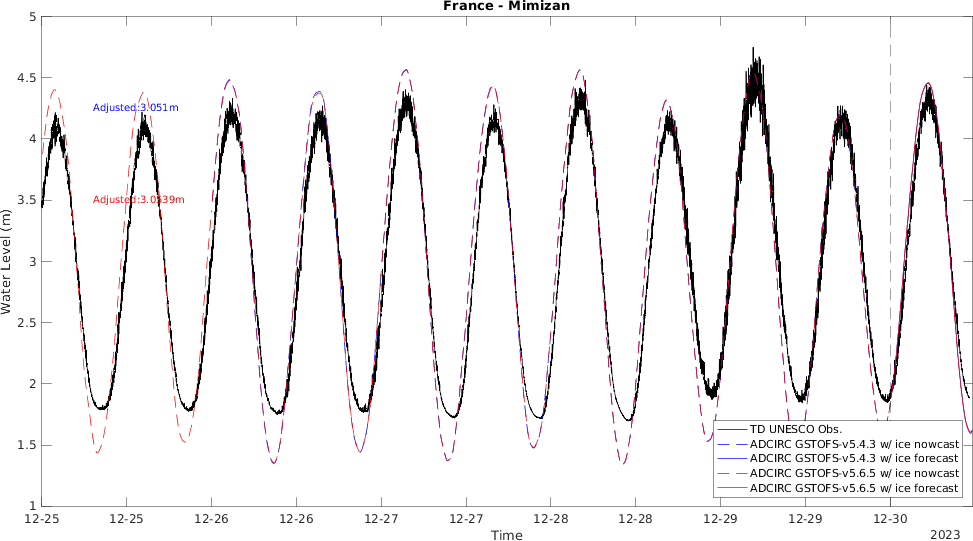 France - Mimizan
5
4.5
4
3.5
3
2.5
2
1.5
1
Water Level (m)
Adjusted:3.051m
Adjusted:3.0539m
TD UNESCO Obs.
ADCIRC GSTOFS-v5.4.3 w/ ice nowcast
ADCIRC GSTOFS-v5.4.3 w/ ice forecast
ADCIRC GSTOFS-v5.6.5 w/ ice nowcast
ADCIRC GSTOFS-v5.6.5 w/ ice forecast
12-25 12-25 12-26 12-26 12-27 12-27 12-28 12-28 12-29 12-29 12-30
Time
2023